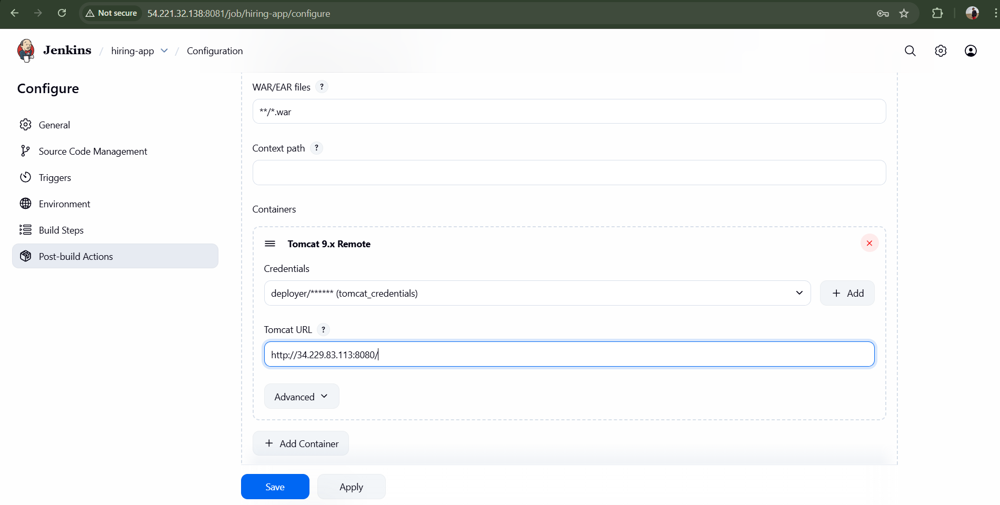 Not secure 54.221.32.138:8081/job/hiring-app/configure
Jenkins / hiring-app / Configuration
Configure
General
Source Code Management
Triggers
Environment
Build Steps
Post-build Actions
WAR/EAR files ?
**/*.war
Context path ?
Containers
Tomcat 9.x Remote
Credentials
deployer/****** (tomcat_credentials)
+ Add
Tomcat URL ?
http://34.229.83.113:8080/
Advanced
+ Add Container
Save Apply